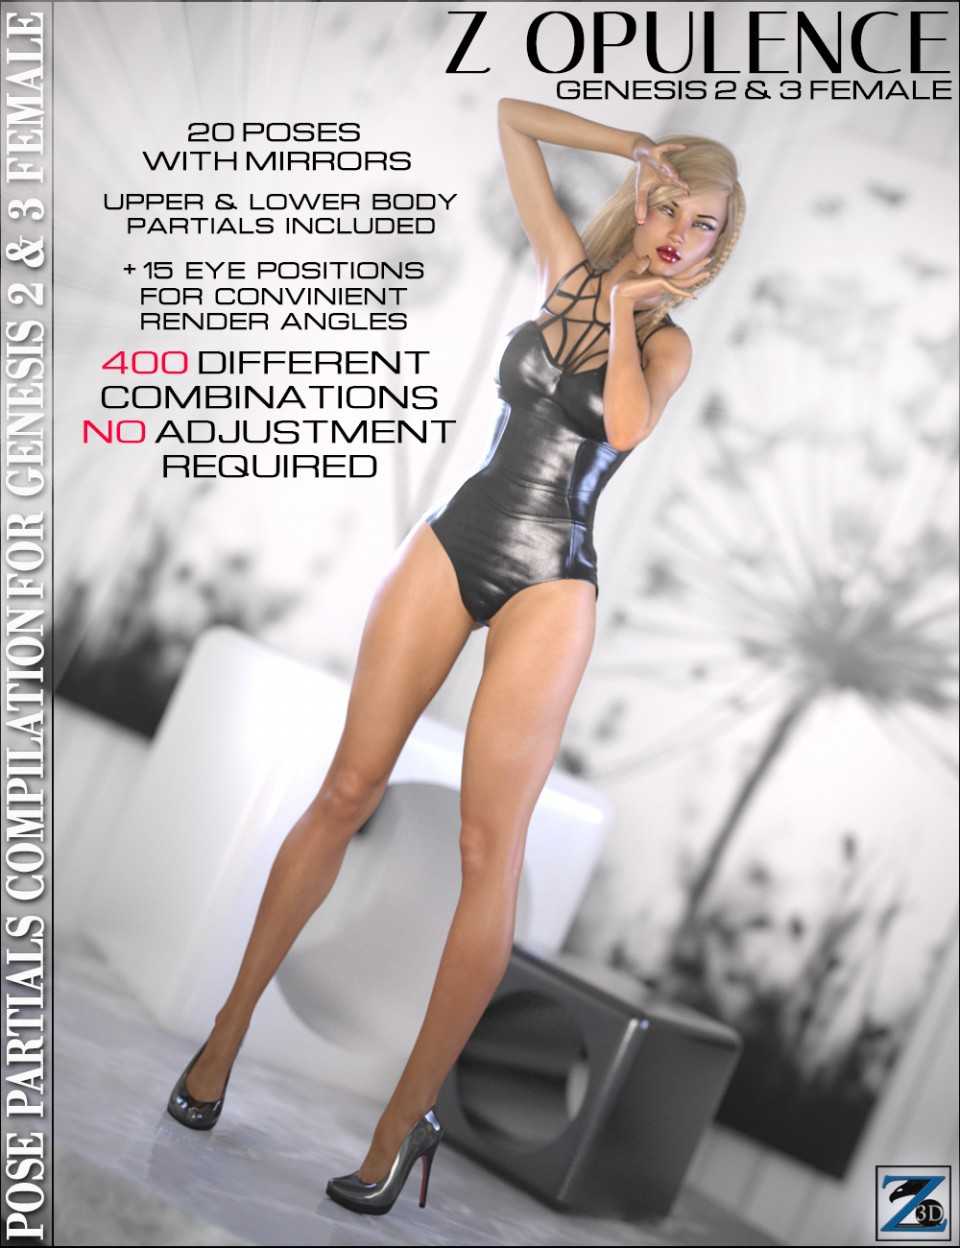 Z OPULENCE
GENESIS 2 & 3 FEMALE
20 POSES
WITH MIRRORS
UPPER & LOWER BODY
PARTIALS INCLUDED
+ 15 EYE POSITIONS
FOR CONVINIENT
RENDER ANGLES
400 DIFFERENT
COMBINATIONS
NO ADJUSTMENT
REQUIRED
POSE PARTIALS COMPILATION FOR GENESIS 2 & 3 FEMALE
Z 3D